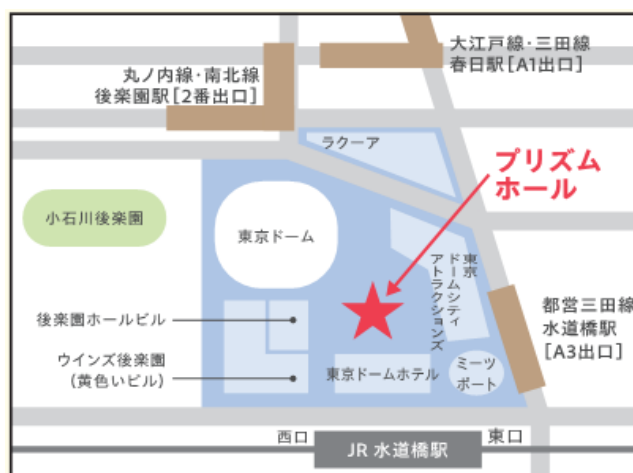 大江戸線・三田線
春日駅[A1出口]
丸ノ内線・南北線
後楽園駅[2番出口]
ラクーア
プリズム
ホール
小石川後楽園
東京ドーム
東京
ドームシティ
アトラクションズ
都営三田線
水道橋駅
[A3出口]
後楽園ホールビル
ウインズ後楽園
(黄色いビル)
東京ドームホテル
ミーツ
ポート
西口
JR 水道橋駅
東口